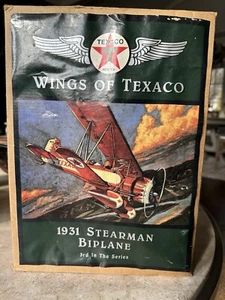 TEXACO
WINGS OF TEXACO
1931 STEARMAN
BIPLANE
3rd In The Series